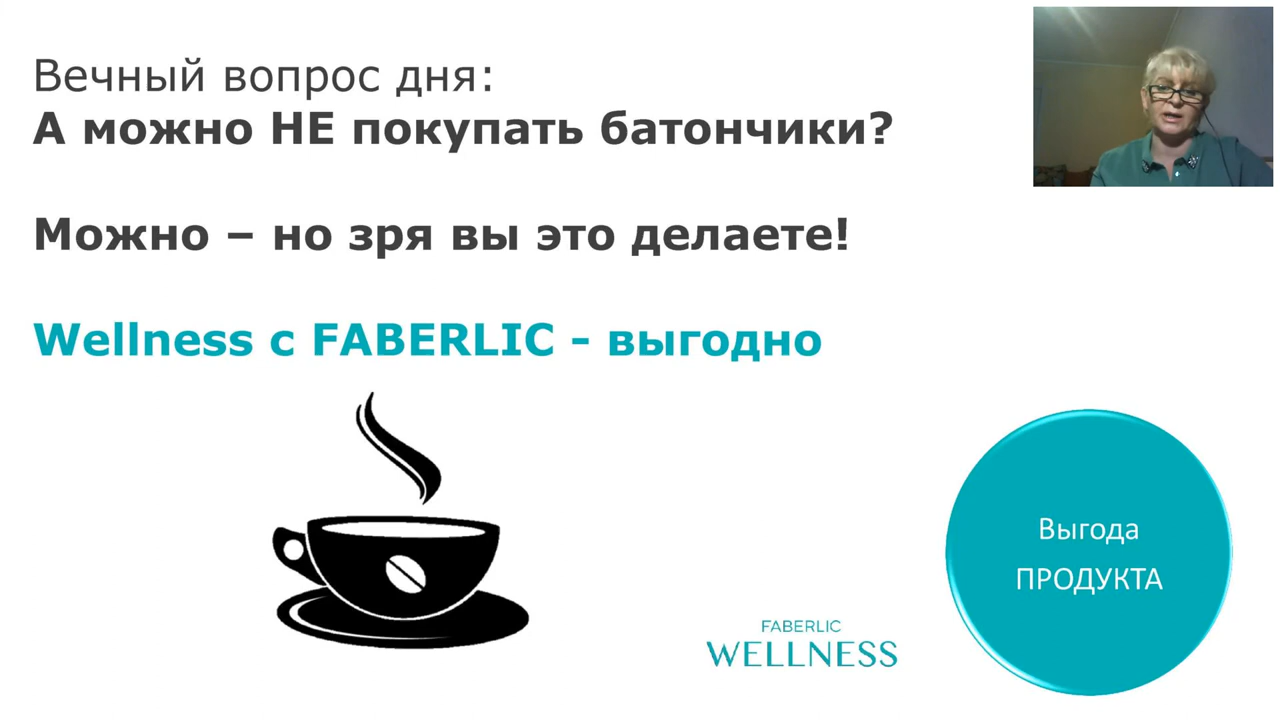 Вечный вопрос дня:
А можно НЕ покупать батончики?
Можно – но зря вы это делаете!
Wellness с FABERLIC - выгодно
Выгода
ПРОДУКТА
FABERLIC
WELLNESS